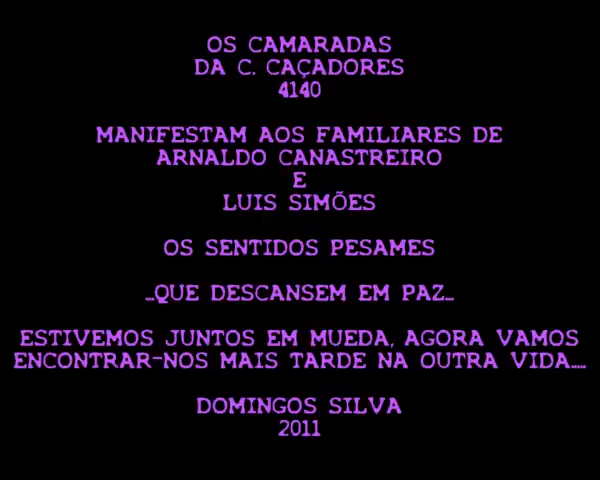 OS CAMARADAS
DA C. CAÇADORES
4140
MANIFESTAM AOS FAMILIARES DE
ARNALDO CANASTREIRO
E
LUIS SIMÕES
OS SENTIDOS PESAMES
...QUE DESCANSEM EM PAZ...
ESTIVEMOS JUNTOS EM MUEDA, AGORA VAMOS
ENCONTRAR-NOS MAIS TARDE NA OUTRA VIDA.....
DOMINGOS SILVA
2011